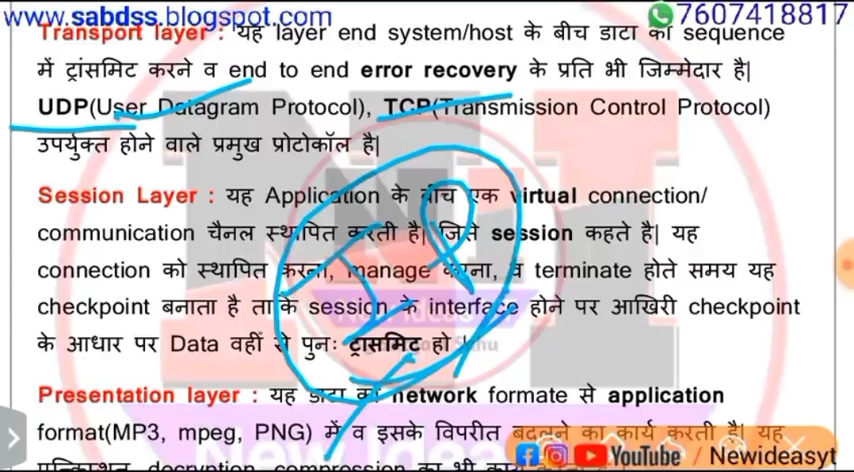 www.sabdss.blogspot.com 7607418817
Transport layer : यह layer end system/host के बीच डाटा को sequence
में ट्रांसमिट करने व end to end error recovery के प्रति भी जिम्मेदार है|
UDP(User Datagram Protocol), TCP(Transmission Control Protocol)
उपर्युक्त होने वाले प्रमुख प्रोटोकॉल है|
Session Layer : यह Application के बीच एक virtual connection/
communication चैनल स्थापित करती है| जिसे session कहते है| यह
connection को स्थापित करना, manage करना, व terminate होते समय यह
checkpoint बनाता है ताकि session के interface होने पर आखिरी checkpoint
के आधार पर Data वहीं से पुनः ट्रासमिट हो |
Presentation layer : यह डाटा को network formate से application
format(MP3, mpeg, PNG) में व इसके विपरीत बदलने का कार्य करती है| यह
decryption, compression का भी कार्य
YouTube / Newideasyt